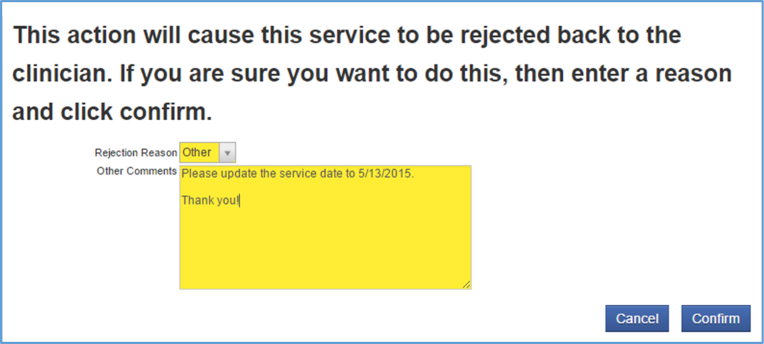 This action will cause this service to be rejected back to the
clinician. If you are sure you want to do this, then enter a reason
and click confirm.
Rejection Reason Other
Other Comments Please update the service date to 5/13/2015.
Thank you!
Cancel Confirm